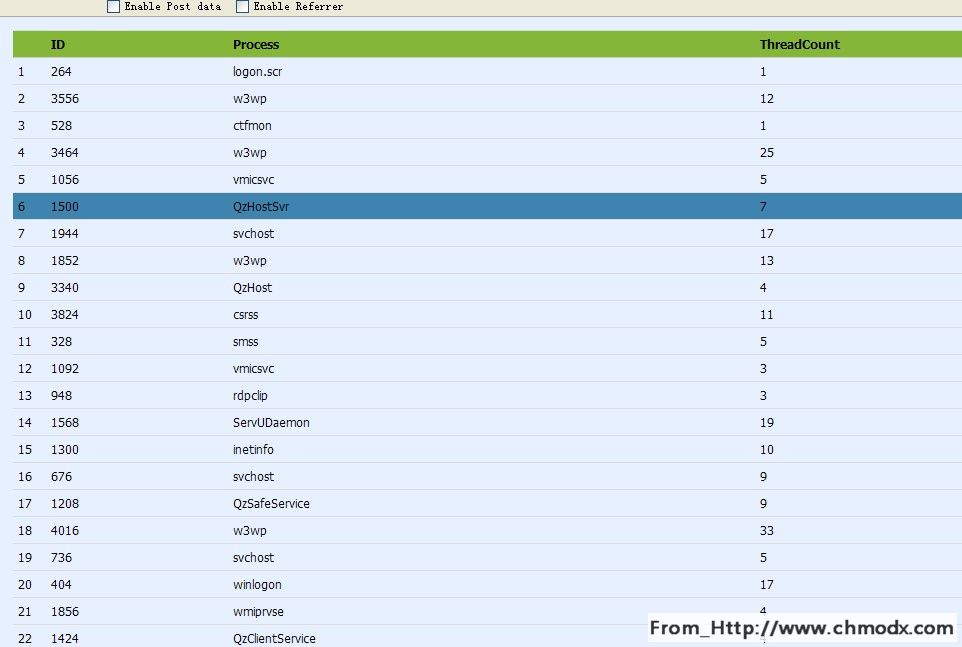 Enable Post data Enable Referrer
ID Process ThreadCount
1 264 logon.scr 1
2 3556 w3wp 12
3 528 ctfmon 1
4 3464 w3wp 25
5 1056 vmicsvc 5
6 1500 QzHostSvr 7
7 1944 svchost 17
8 1852 w3wp 13
9 3340 QzHost 4
10 3824 csrss 11
11 328 smss 5
12 1092 vmicsvc 3
13 948 rdpclip 3
14 1568 ServUDaemon 19
15 1300 inetinfo 10
16 676 svchost 9
17 1208 QzSafeService 9
18 4016 w3wp 33
19 736 svchost 5
20 404 winlogon 17
21 1856 wmiprvse 4
22 1424 QzClientService
From_Http://www.chmodx.com